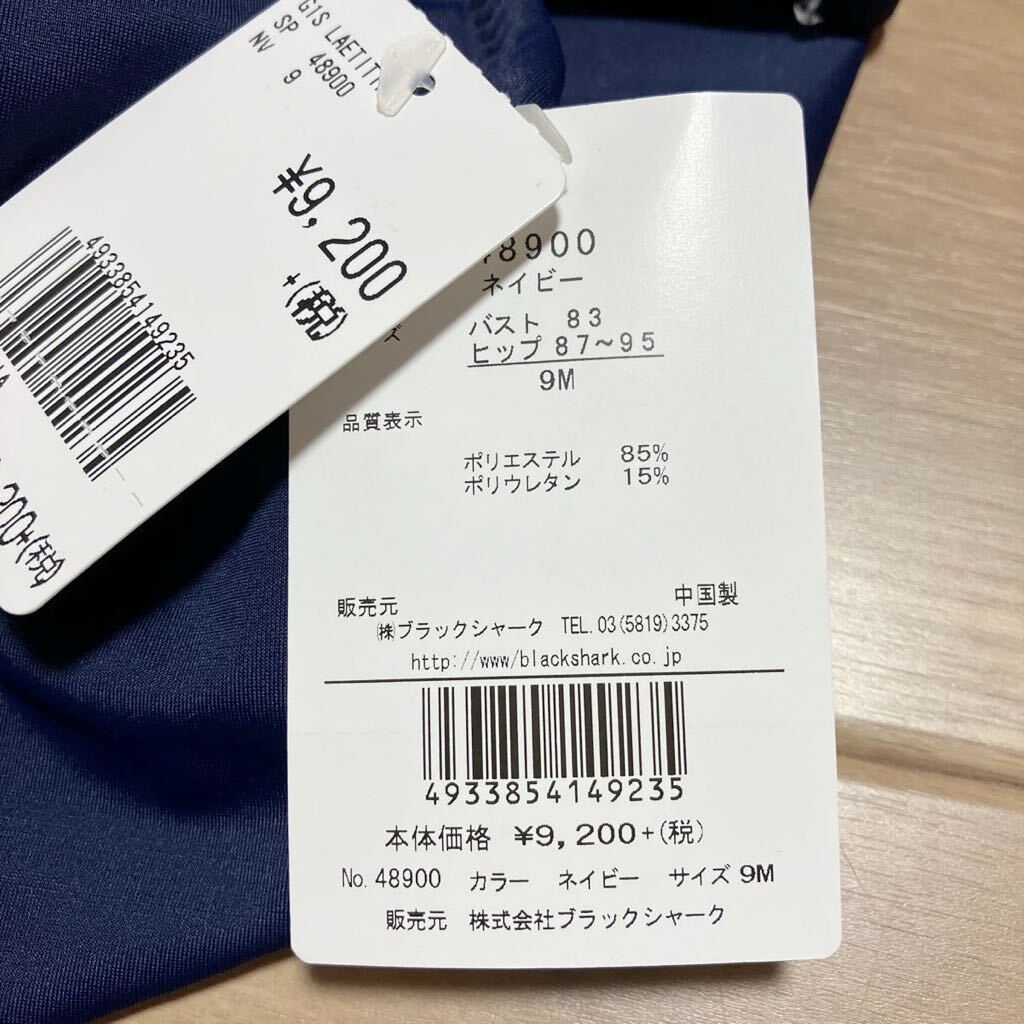 G1S LAETITI
SP 48900
NV 9
¥9,200
+(税)
4933854149235
200+(税)
8900
ネイビー
ズ
バスト 83
ヒップ 87~95
9M
品質表示
ポリエステル 85%
ポリウレタン 15%
販売元 中国製
㈱ブラックシャーク TEL.03(5819)3375
http://www/blackshark.co.jp
4933854149235
本体価格 ¥9,200+(税)
No.48900 カラー ネイビー サイズ 9M
販売元 株式会社ブラックシャーク